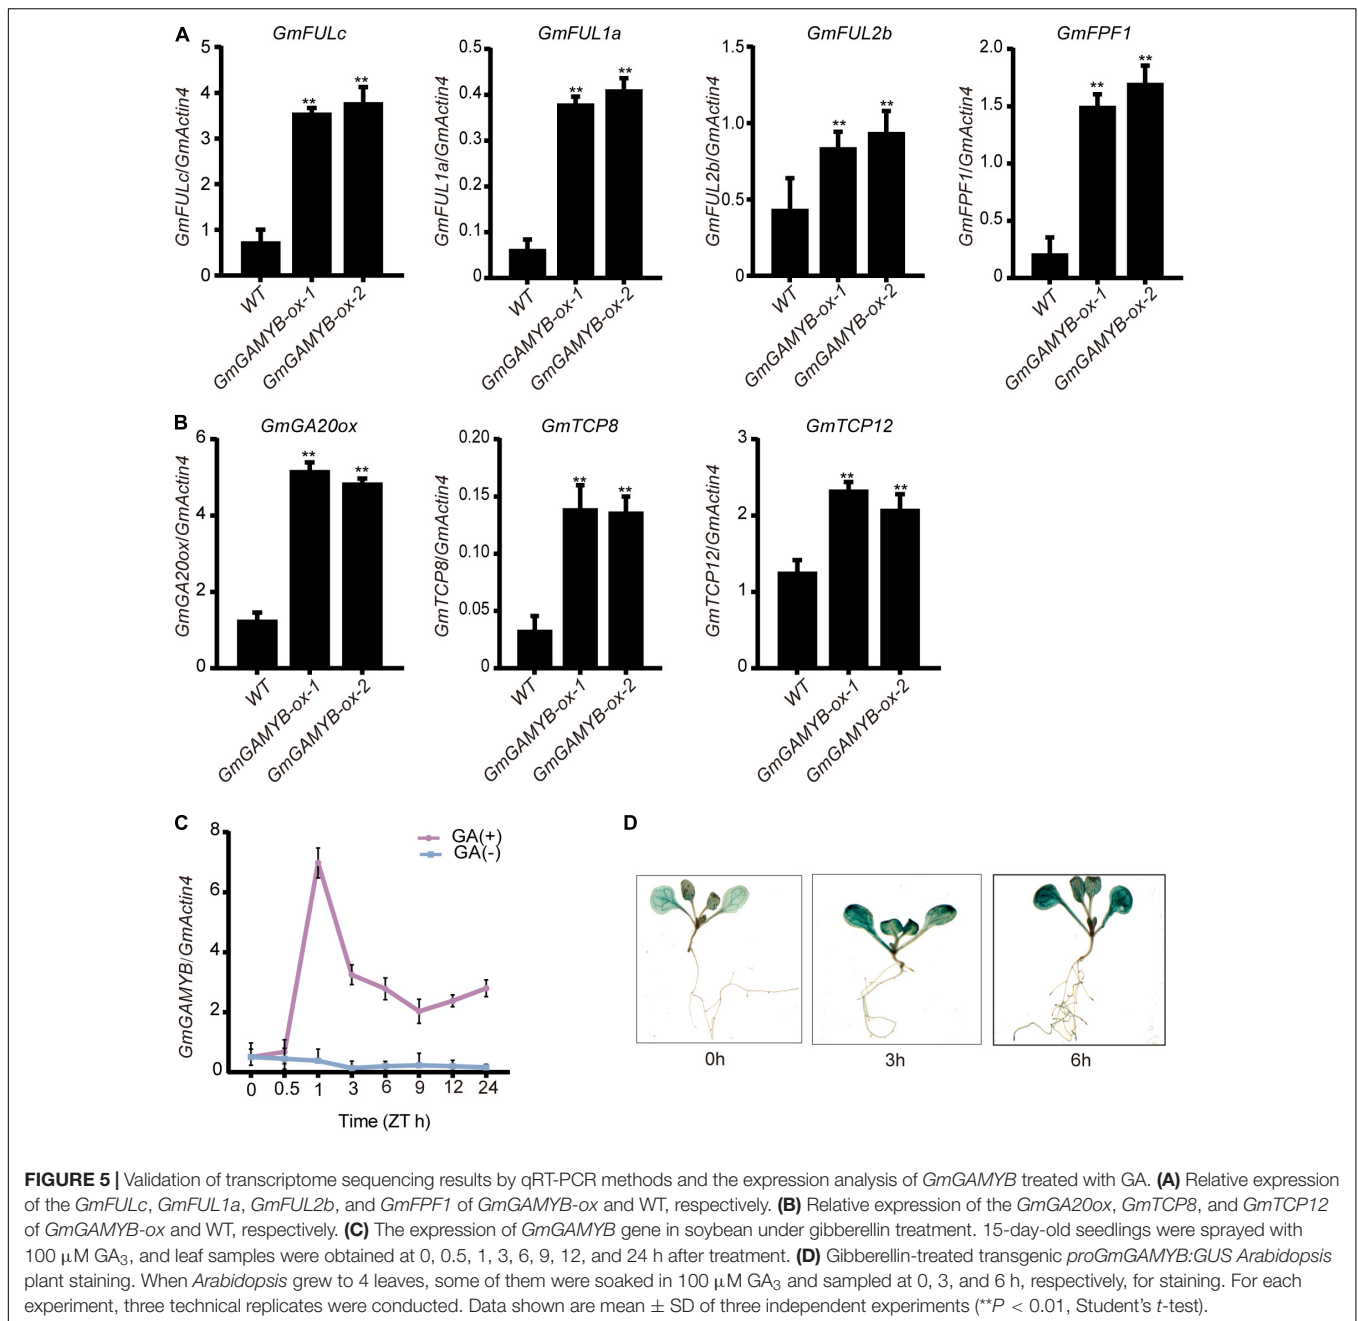 A
GmFULc
GmFUL1a
GmFUL2b
GmFPF1
GmFULc/GmActin4
5
4
3
2
1
0
**
**
WT
GmGAMYB-ox-1
GmGAMYB-ox-2
GmFUL1a/GmActin4
0.5
0.4
0.3
0.2
0.1
0
**
**
WT
GmGAMYB-ox-1
GmGAMYB-ox-2
GmFUL2b/GmActin4
1.5
1.0
0.5
0
**
**
WT
GmGAMYB-ox-1
GmGAMYB-ox-2
GmFPF1/GmActin4
2.0
1.5
1.0
0.5
0
**
**
WT
GmGAMYB-ox-1
GmGAMYB-ox-2
B
GmGA20ox
GmTCP8
GmTCP12
GmGA20ox/GmActin4
6
4
2
0
**
**
WT
GmGAMYB-ox-1
GmGAMYB-ox-2
GmTCP8/GmActin4
0.20
0.15
0.10
0.05
0
**
**
WT
GmGAMYB-ox-1
GmGAMYB-ox-2
GmTCP12/GmActin4
3
2
1
0
**
**
WT
GmGAMYB-ox-1
GmGAMYB-ox-2
C
GmGAMYB/GmActin4
8
6
4
2
0
GA(+)
GA(-)
0 0.5 1 3 6 9 12 24
Time (ZT h)
D
0h
3h
6h
FIGURE 5 | Validation of transcriptome sequencing results by qRT-PCR methods and the expression analysis of GmGAMYB treated with GA. (A) Relative expression
of the GmFULc, GmFUL1a, GmFUL2b, and GmFPF1 of GmGAMYB-ox and WT, respectively. (B) Relative expression of the GmGA20ox, GmTCP8, and GmTCP12
of GmGAMYB-ox and WT, respectively. (C) The expression of GmGAMYB gene in soybean under gibberellin treatment. 15-day-old seedlings were sprayed with
100 μM GA₃, and leaf samples were obtained at 0, 0.5, 1, 3, 6, 9, 12, and 24 h after treatment. (D) Gibberellin-treated transgenic proGmGAMYB:GUS Arabidopsis
plant staining. When Arabidopsis grew to 4 leaves, some of them were soaked in 100 μM GA₃ and sampled at 0, 3, and 6 h, respectively, for staining. For each
experiment, three technical replicates were conducted. Data shown are mean ± SD of three independent experiments (**P < 0.01, Student's t-test).